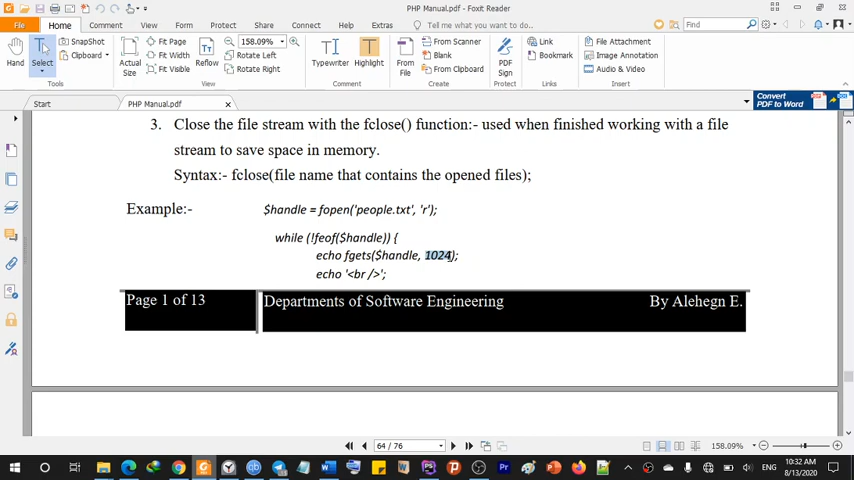 PHP Manual.pdf - Foxit Reader
File Home Comment View Form Protect Share Connect Help Extras Tell me what you want to do... Find
Hand
Select
SnapShot
Clipboard
Tools
Actual Size
Fit Page
Fit Width
Fit Visible
Reflow
158.09%
Rotate Left
Rotate Right
View
Typewriter
Highlight
Comment
From File
From Scanner
Blank
From Clipboard
Create
PDF Sign
Protect
Link
Bookmark
Links
File Attachment
Image Annotation
Audio & Video
Insert
Start PHP Manual.pdf
Convert PDF to Word
3. Close the file stream with the fclose() function:- used when finished working with a file
stream to save space in memory.
Syntax:- fclose(file name that contains the opened files);
Example:- $handle = fopen('people.txt', 'r');
while (!feof($handle)) {
echo fgets($handle, 1024);
echo '<br />';
Page 1 of 13 Departments of Software Engineering By Alehegn E.
64 / 76 158.09%
ENG 10:32 AM
8/13/2020